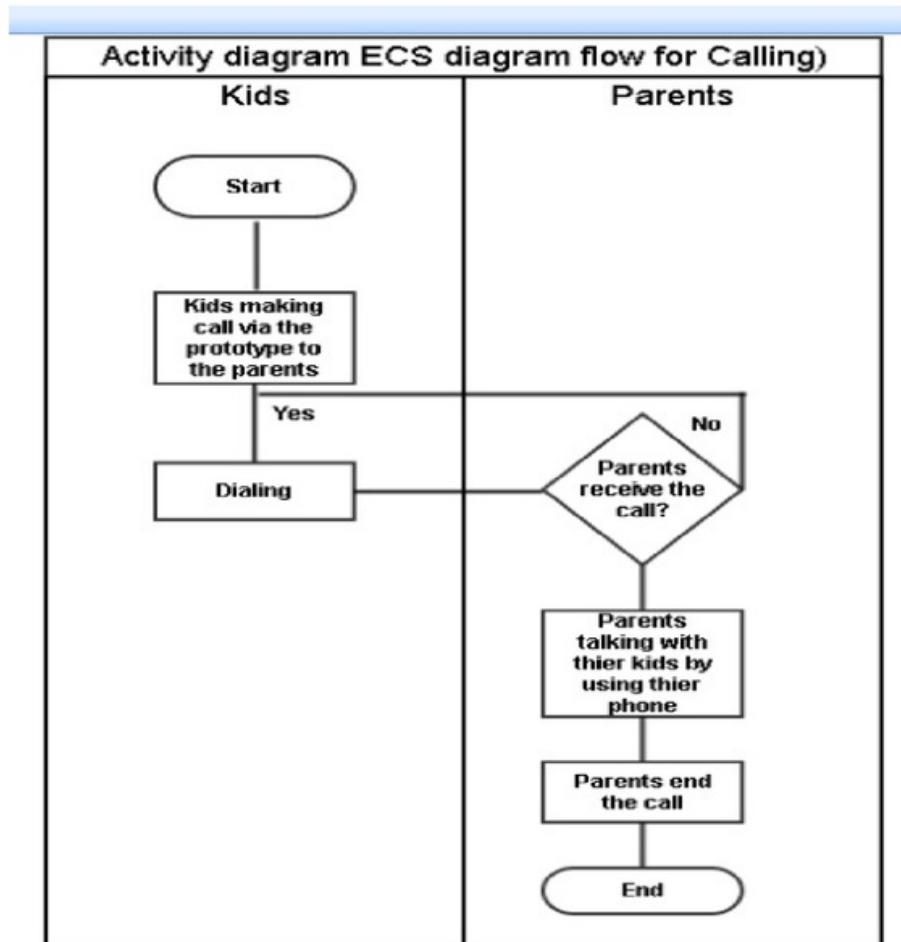 Activity diagram ECS diagram flow for Calling)
Kids
Parents
Start
Kids making
call via the
prototype to
the parents
Yes
No
Dialing
Parents
receive the
call?
Parents
talking with
thier kids by
using thier
phone
Parents end
the call
End